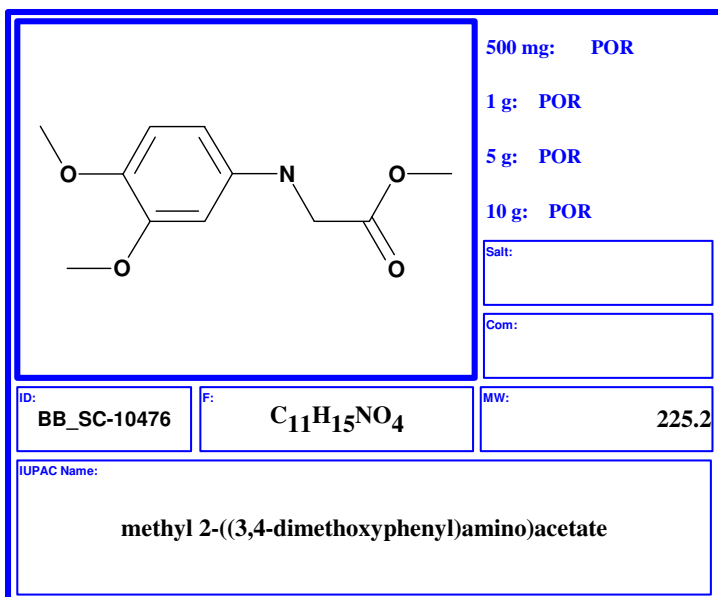 500 mg: POR
1 g: POR
5 g: POR
10 g: POR
O
N
O
O
O
Salt:
Com:
ID:
BB_SC-10476
F:
C11H15NO4
MW:
225.2
IUPAC Name:
methyl 2-((3,4-dimethoxyphenyl)amino)acetate